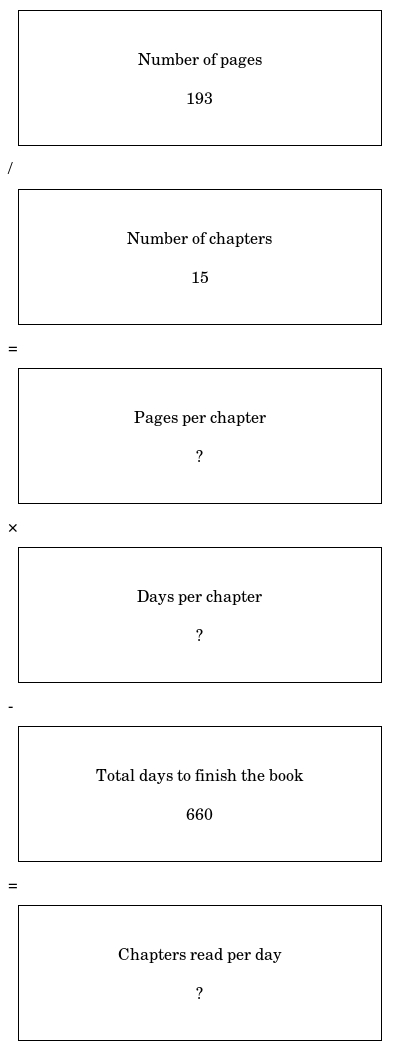 Number of pages
193
/
Number of chapters
15
=
Pages per chapter
?
×
Days per chapter
?
-
Total days to finish the book
660
=
Chapters read per day
?